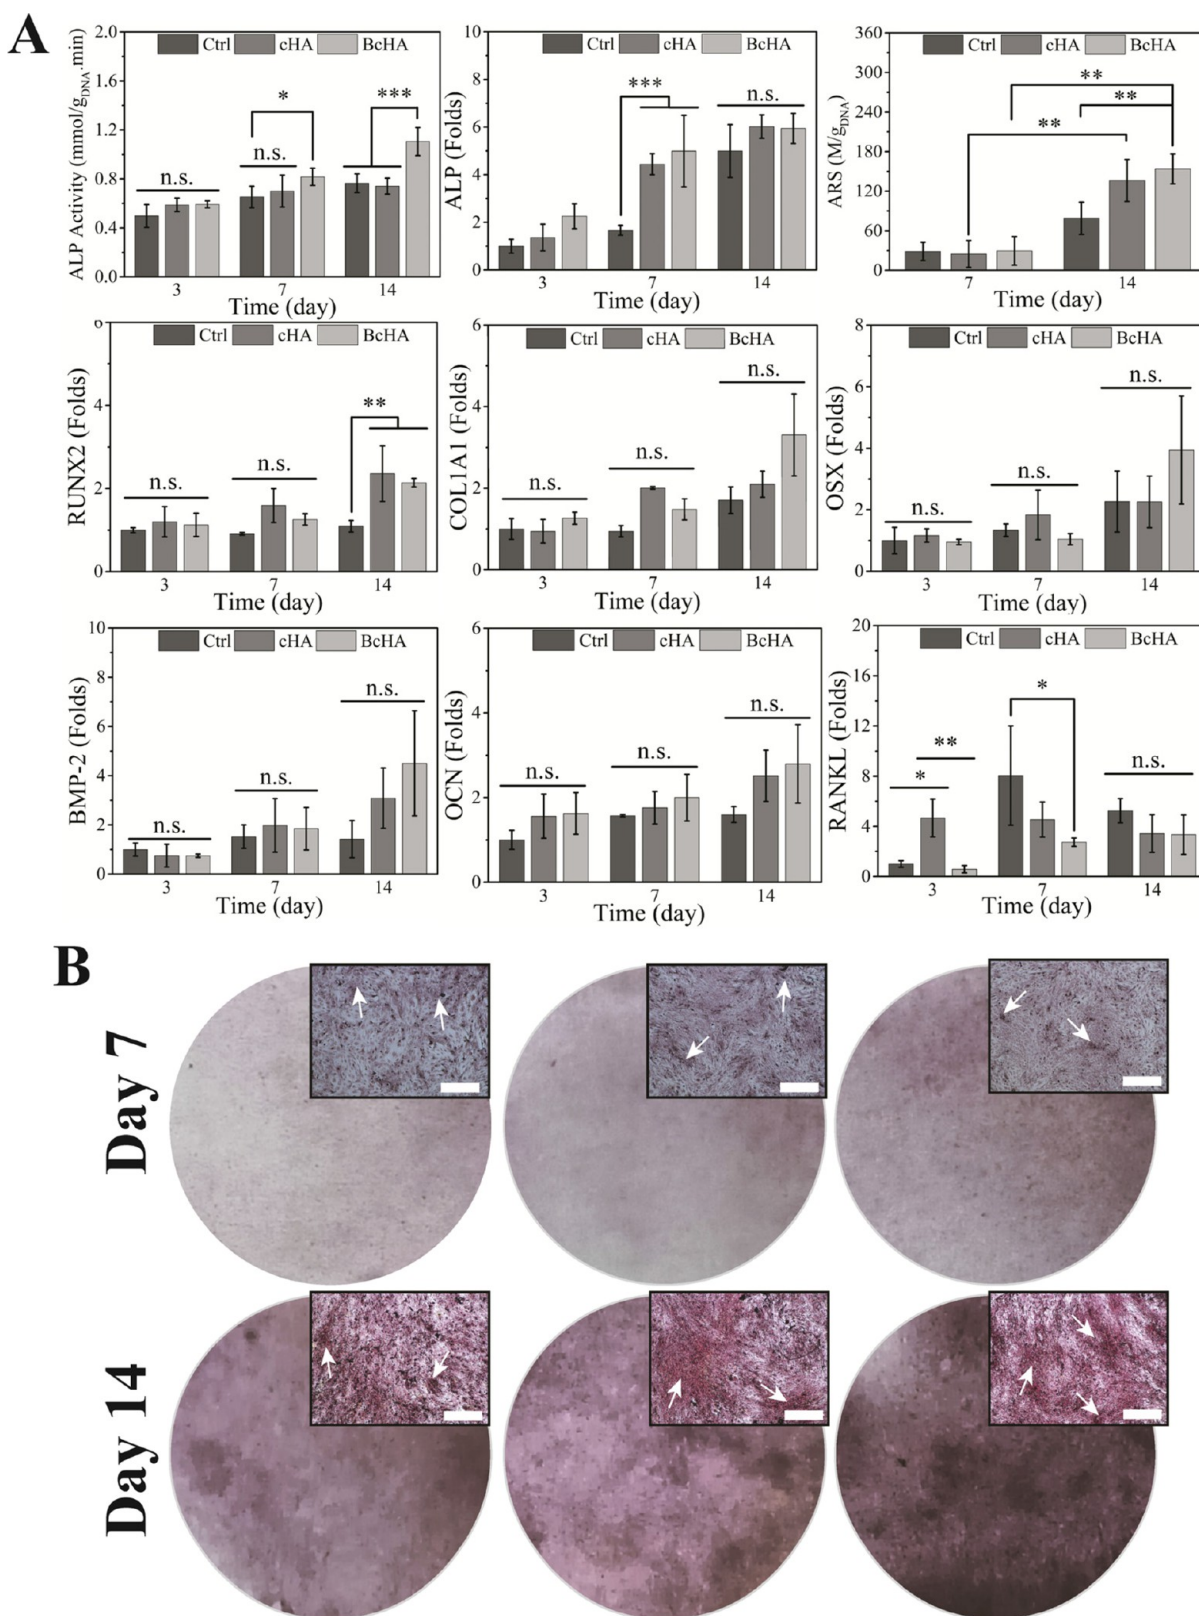 A
Ctrl cHA BcHA
ALP Activity (mmol/gDNA.min)
2.0
1.6
1.2
0.8
0.4
0.0
n.s.
n.s.
*
***
3 7 14
Time (day)
Ctrl cHA BcHA
ALP (Folds)
10
8
6
4
2
0
***
n.s.
3 7 14
Time (day)
Ctrl cHA BcHA
ARS (M/gDNA)
360
300
240
180
120
60
0
**
**
**
7 14
Time (day)
Ctrl cHA BcHA
RUNX2 (Folds)
6
4
2
0
n.s.
n.s.
**
3 7 14
Time (day)
Ctrl cHA BcHA
COL1A1 (Folds)
6
4
2
0
n.s.
n.s.
n.s.
3 7 14
Time (day)
Ctrl cHA BcHA
OSX (Folds)
8
6
4
2
0
n.s.
n.s.
n.s.
3 7 14
Time (day)
Ctrl cHA BcHA
BMP-2 (Folds)
10
8
6
4
2
0
n.s.
n.s.
n.s.
3 7 14
Time (day)
Ctrl cHA BcHA
OCN (Folds)
6
4
2
0
n.s.
n.s.
n.s.
3 7 14
Time (day)
Ctrl cHA BcHA
RANKL (Folds)
20
16
12
8
4
0
*
**
*
n.s.
3 7 14
Time (day)
B
Day 7
Day 14